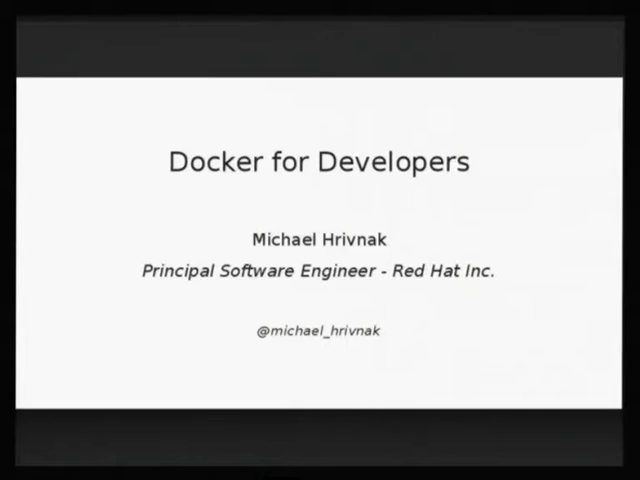 Docker for Developers
Michael Hrivnak
Principal Software Engineer - Red Hat Inc.
@michael_hrivnak